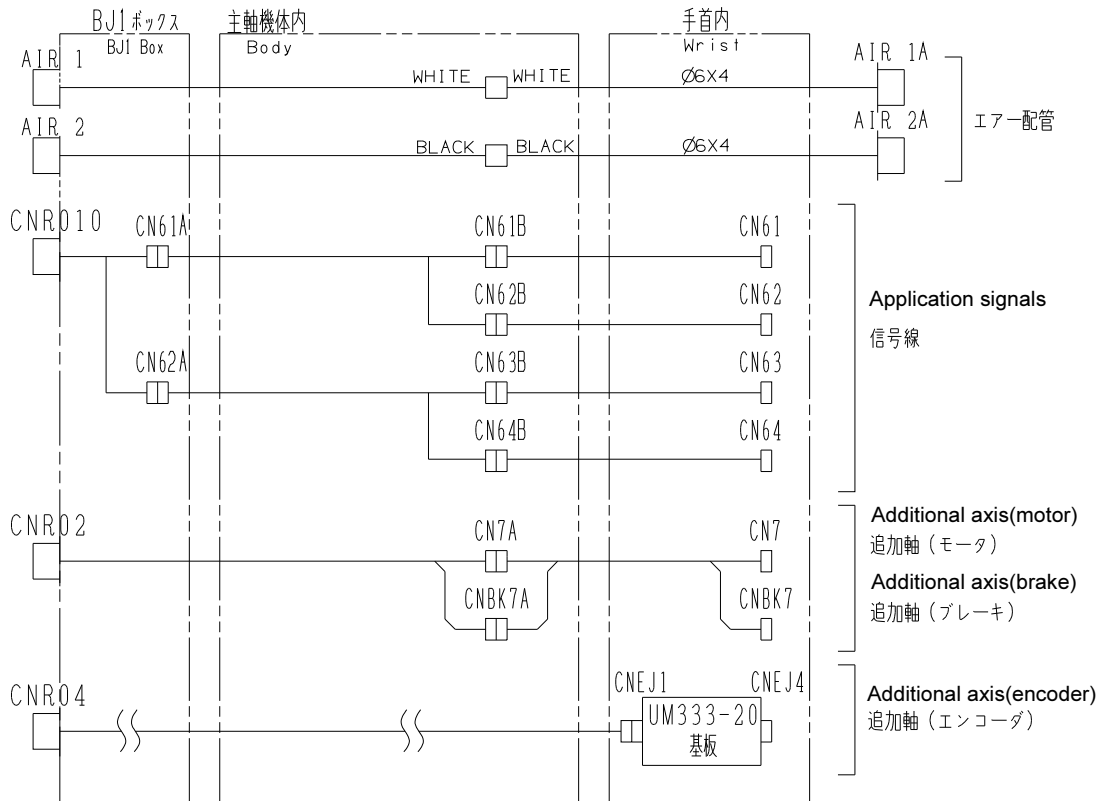 BJ1ボックス
BJ1 Box
主軸機体内
Body
手首内
Wrist
AIR 1
WHITE
WHITE
Ø6X4
AIR 1A
AIR 2
BLACK
BLACK
Ø6X4
AIR 2A
エアー配管
CNR010
CN61A
CN61B
CN61
CN62B
CN62
Application signals
信号線
CN62A
CN63B
CN63
CN64B
CN64
CNR02
CN7A
CN7
Additional axis(motor)
追加軸（モータ）
CNBK7A
CNBK7
Additional axis(brake)
追加軸（ブレーキ）
CNR04
CNEJ1
CNEJ4
UM333-20
基板
Additional axis(encoder)
追加軸（エンコーダ）